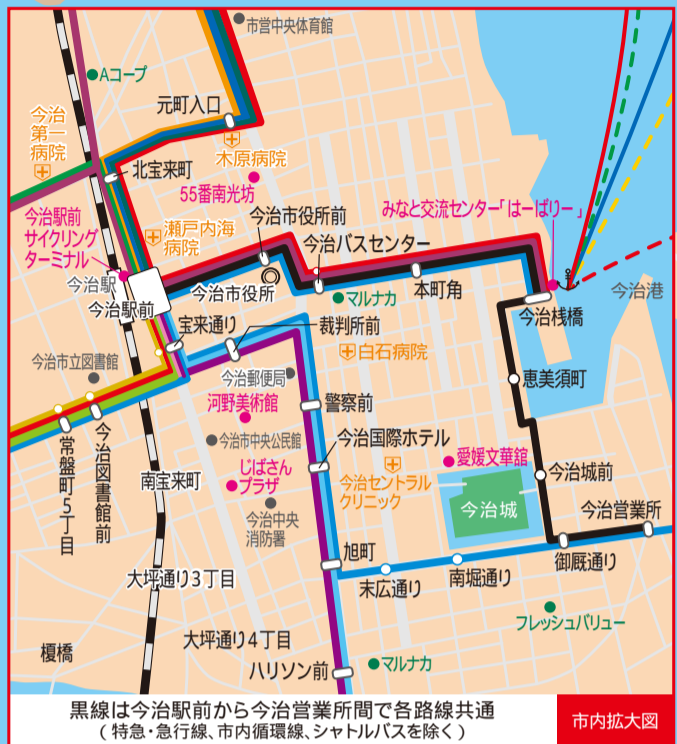 市営中央体育館
Aコープ
元町入口
今治
第一
病院
木原病院
北宝来町
55番南光坊
今治駅前
サイクリング
ターミナル
瀬戸内海
病院
今治市役所前
みなと交流センター「はーばりー」
今治バスセンター
今治駅
今治駅前
今治市役所
マルナカ
本町角
今治港
今治桟橋
宝来通り
裁判所前
白石病院
今治市立図書館
今治郵便局
恵美須町
河野美術館
警察前
常盤町5丁目
今治図書館前
今治市中央公民館
今治国際ホテル
愛媛文華館
今治城前
南宝来町
じばさん
プラザ
今治セントラル
クリニック
今治城
今治営業所
今治中央
消防署
旭町
御厩通り
大坪通り3丁目
末広通り
南堀通り
フレッシュバリュー
榎橋
大坪通り4丁目
ハリソン前
マルナカ
黒線は今治駅前から今治営業所間で各路線共通
(特急・急行線、市内循環線、シャトルバスを除く)
市内拡大図